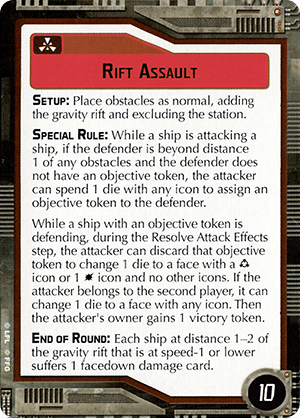 RIFT ASSAULT
SETUP: Place obstacles as normal, adding
the gravity rift and excluding the station.
SPECIAL RULE: While a ship is attacking a
ship, if the defender is beyond distance
1 of any obstacles and the defender does
not have an objective token, the attacker
can spend 1 die with any icon to assign an
objective token to the defender.
While a ship with an objective token is
defending, during the Resolve Attack Effects
step, the attacker can discard that objective
token to change 1 die to a face with a
icon or 1 icon and no other icons. If the
attacker belongs to the second player, it can
change 1 die to a face with any icon. Then
the attacker's owner gains 1 victory token.
END OF ROUND: Each ship at distance 1–2 of
the gravity rift that is at speed-1 or lower
suffers 1 facedown damage card.
© LFL © FFG
10